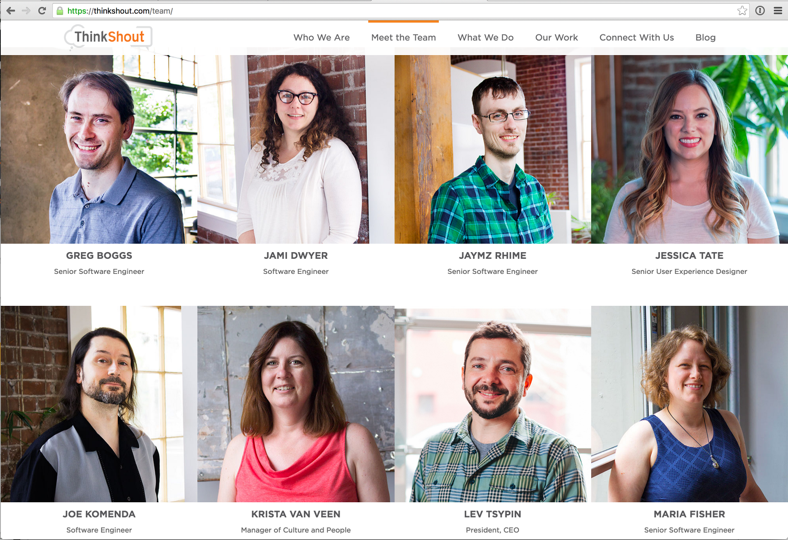 https://thinkshout.com/team/
ThinkShout
Who We Are Meet the Team What We Do Our Work Connect With Us Blog
GREG BOGGS JAMI DWYER JAYMZ RHIME JESSICA TATE
Senior Software Engineer Software Engineer Senior Software Engineer Senior User Experience Designer
JOE KOMENDA KRISTA VAN VEEN LEV TSYPIN MARIA FISHER
Software Engineer Manager of Culture and People President, CEO Senior Software Engineer